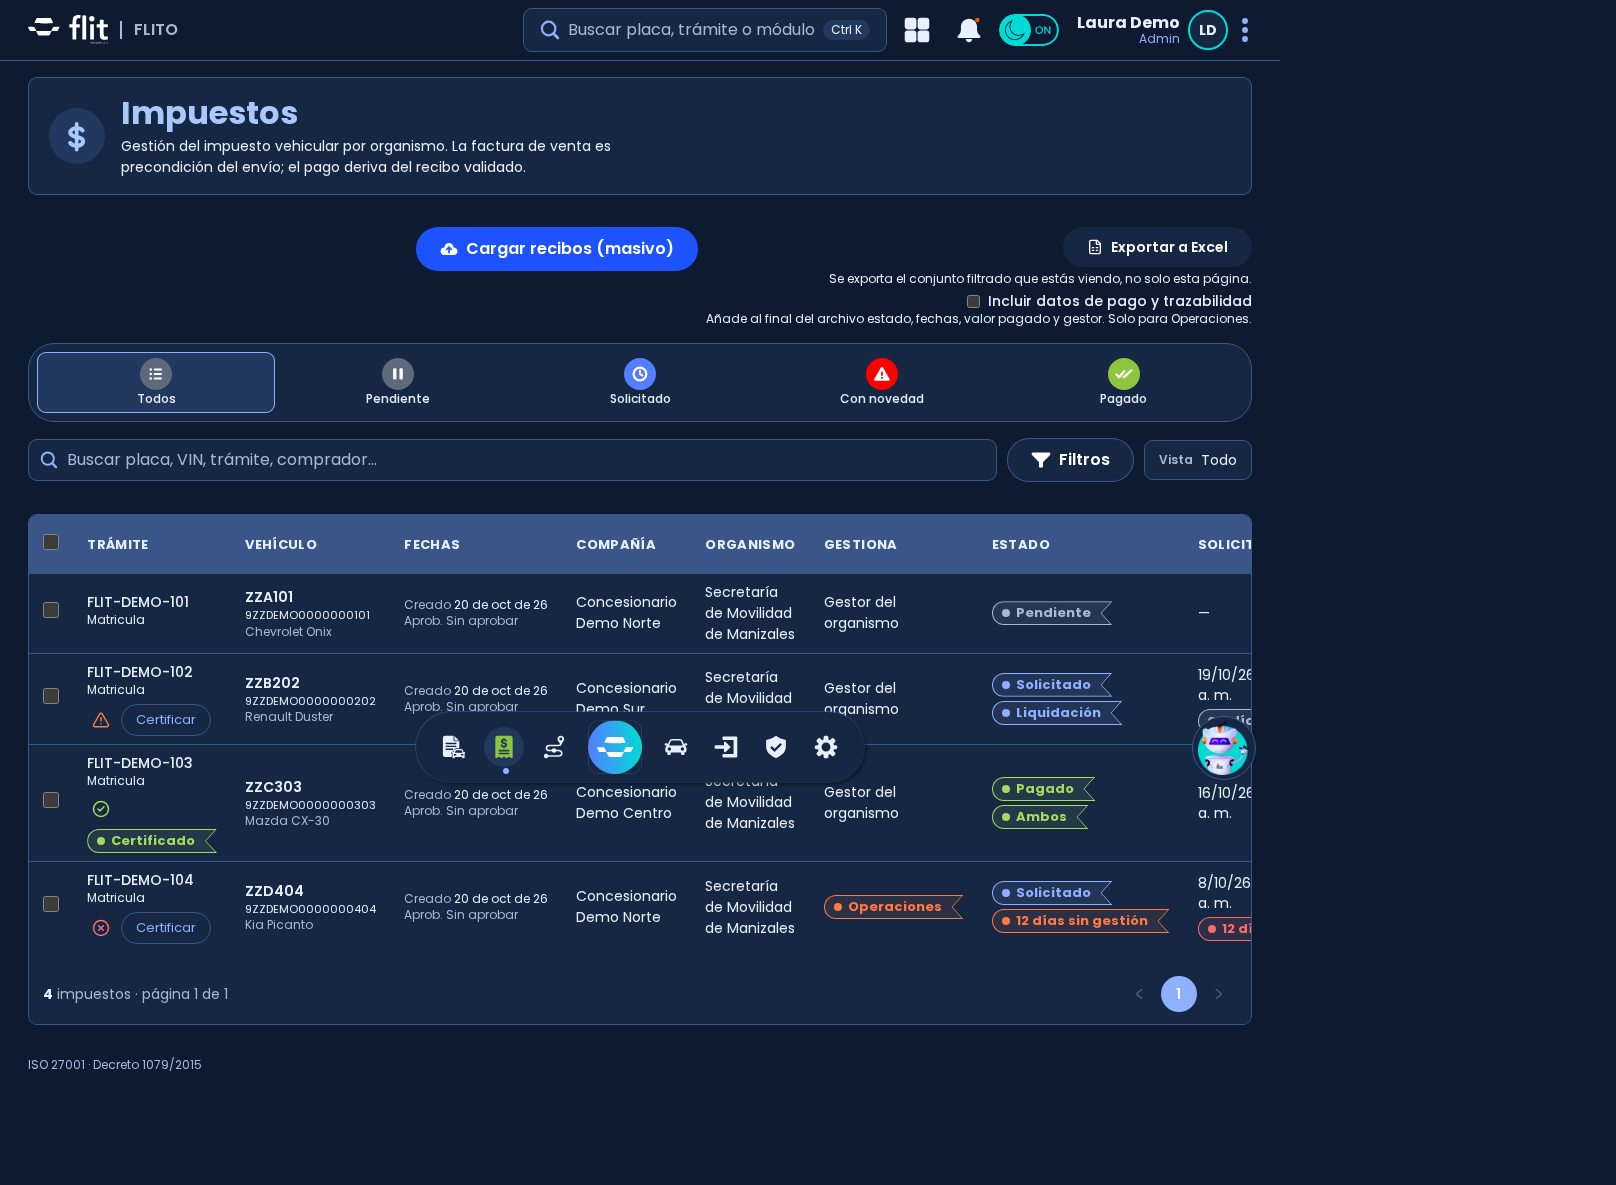 flit | FLITO
Buscar placa, trámite o módulo Ctrl K
ON
Laura Demo
Admin
LD
$ Impuestos
Gestión del impuesto vehicular por organismo. La factura de venta es
precondición del envío; el pago deriva del recibo validado.
Cargar recibos (masivo)
Exportar a Excel
Se exporta el conjunto filtrado que estás viendo, no solo esta página.
Incluir datos de pago y trazabilidad
Añade al final del archivo estado, fechas, valor pagado y gestor. Solo para Operaciones.
Todos
Pendiente
Solicitado
Con novedad
Pagado
Buscar placa, VIN, trámite, comprador...
Filtros
Vista Todo
TRÁMITE VEHÍCULO FECHAS COMPAÑÍA ORGANISMO GESTIONA ESTADO SOLICIT
FLIT-DEMO-101
Matricula
ZZA101
9ZZDEMO0000000101
Chevrolet Onix
Creado 20 de oct de 26
Aprob. Sin aprobar
Concesionario
Demo Norte
Secretaría
de Movilidad
de Manizales
Gestor del
organismo
Pendiente
—
FLIT-DEMO-102
Matricula
Certificar
ZZB202
9ZZDEMO0000000202
Renault Duster
Creado 20 de oct de 26
Aprob. Sin aprobar
Concesionario
Demo Sur
Secretaría
de Movilidad
Gestor del
organismo
Solicitado
Liquidación
19/10/26
a. m.
FLIT-DEMO-103
Matricula
Certificado
ZZC303
9ZZDEMO0000000303
Mazda CX-30
Creado 20 de oct de 26
Aprob. Sin aprobar
Concesionario
Demo Centro
Secretaría
de Movilidad
de Manizales
Gestor del
organismo
Pagado
Ambos
16/10/26
a. m.
FLIT-DEMO-104
Matricula
Certificar
ZZD404
9ZZDEMO0000000404
Kia Picanto
Creado 20 de oct de 26
Aprob. Sin aprobar
Concesionario
Demo Norte
Secretaría
de Movilidad
de Manizales
Operaciones
Solicitado
12 días sin gestión
8/10/26
a. m.
12 dí
4 impuestos · página 1 de 1
1
ISO 27001 · Decreto 1079/2015